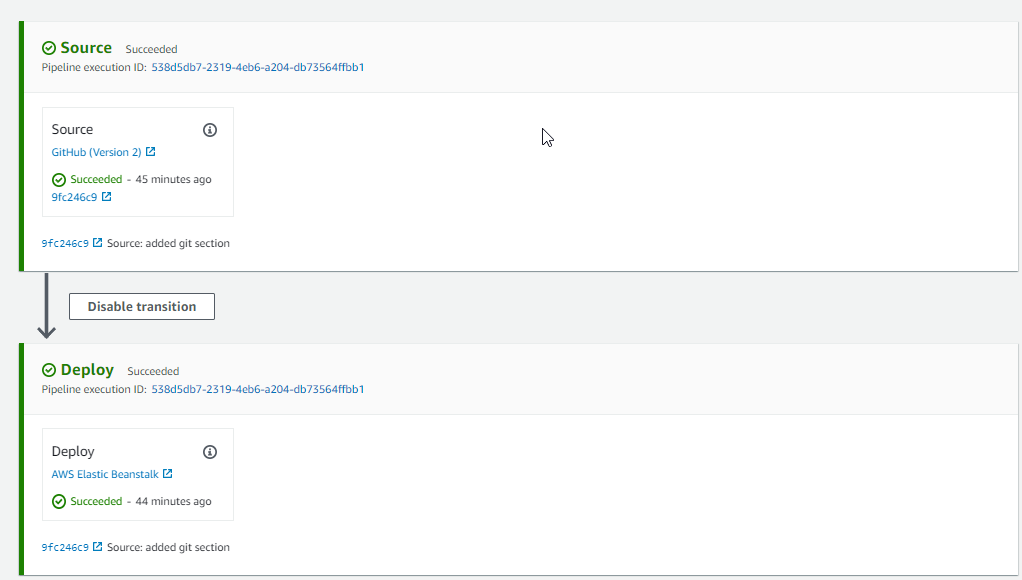 Source Succeeded
Pipeline execution ID: 538d5db7-2319-4eb6-a204-db73564ffbb1
Source
GitHub (Version 2)
Succeeded - 45 minutes ago
9fc246c9
9fc246c9 Source: added git section
Disable transition
Deploy Succeeded
Pipeline execution ID: 538d5db7-2319-4eb6-a204-db73564ffbb1
Deploy
AWS Elastic Beanstalk
Succeeded - 44 minutes ago
9fc246c9 Source: added git section